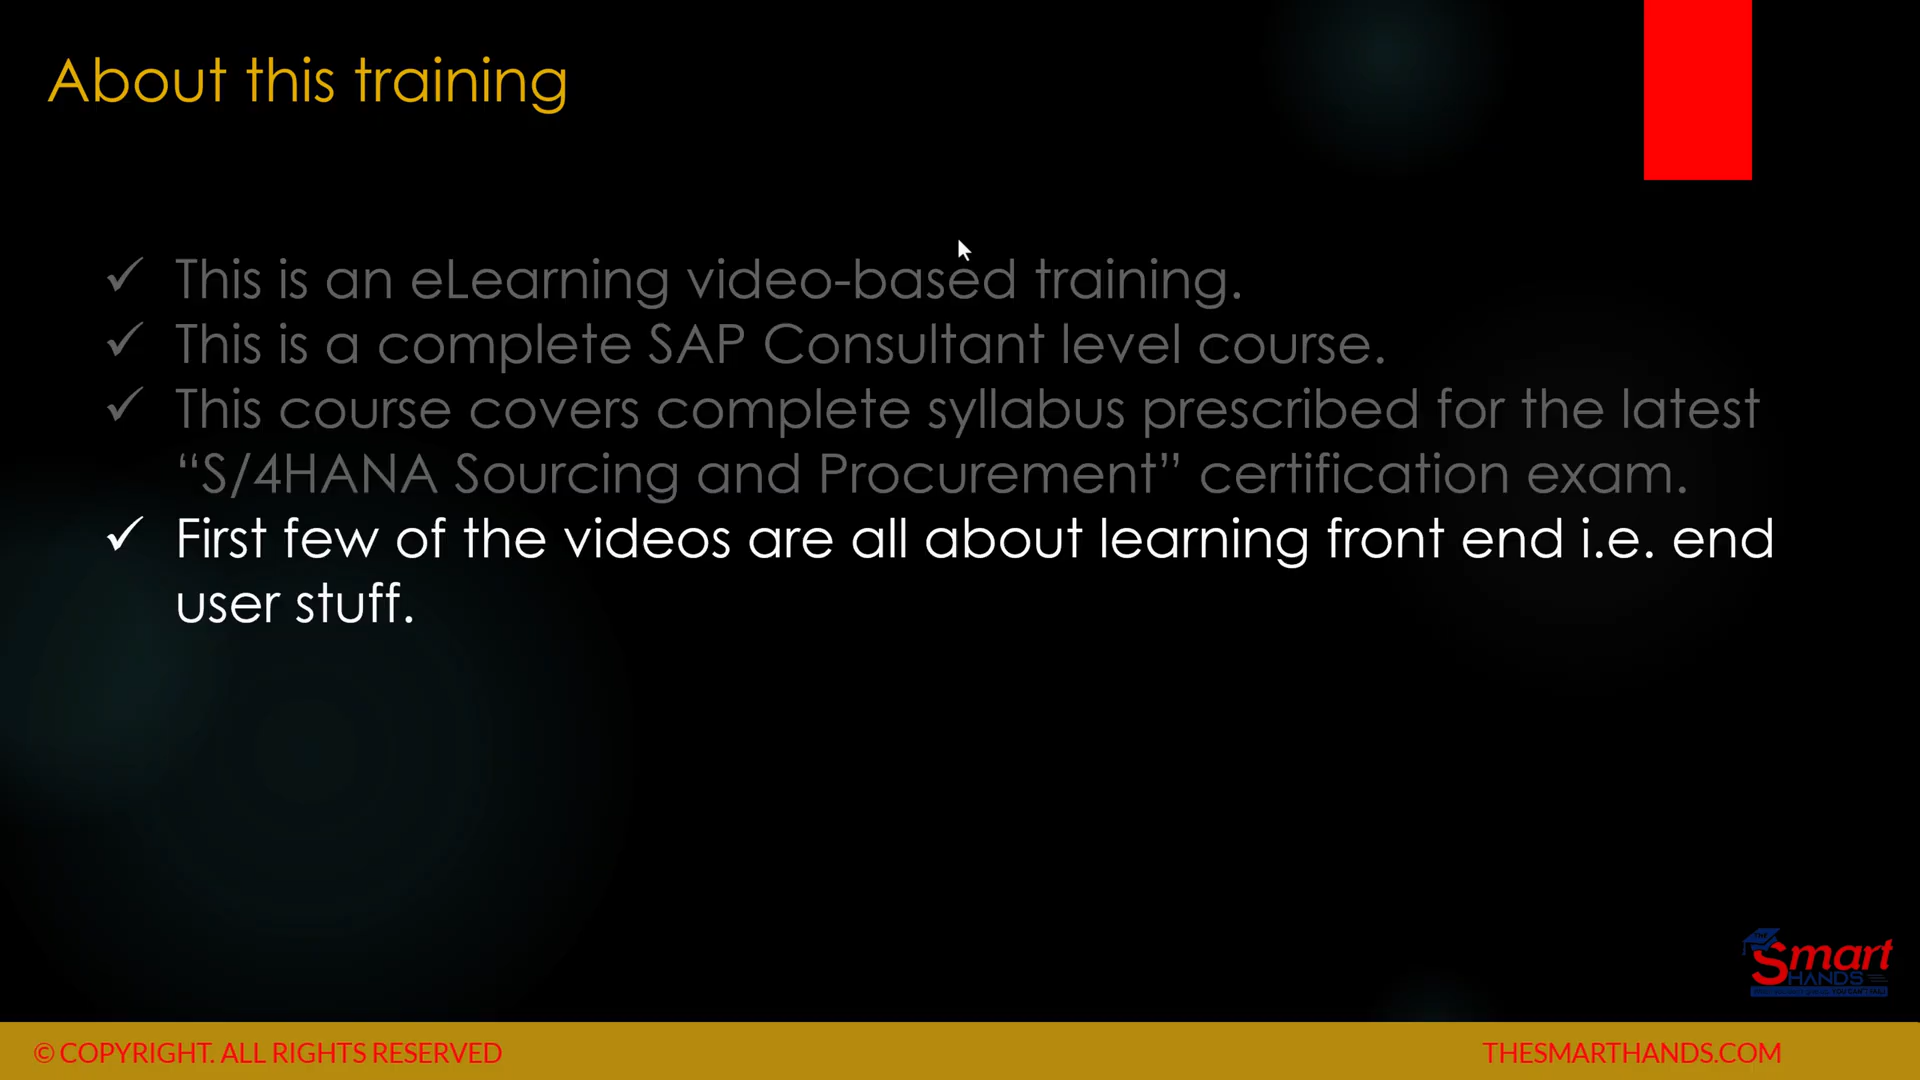 About this training
✓ This is an eLearning video-based training.
✓ This is a complete SAP Consultant level course.
✓ This course covers complete syllabus prescribed for the latest
“S/4HANA Sourcing and Procurement” certification exam.
✓ First few of the videos are all about learning front end i.e. end
user stuff.
THE
Smart
HANDS
© COPYRIGHT. ALL RIGHTS RESERVED
THESMARTHANDS.COM